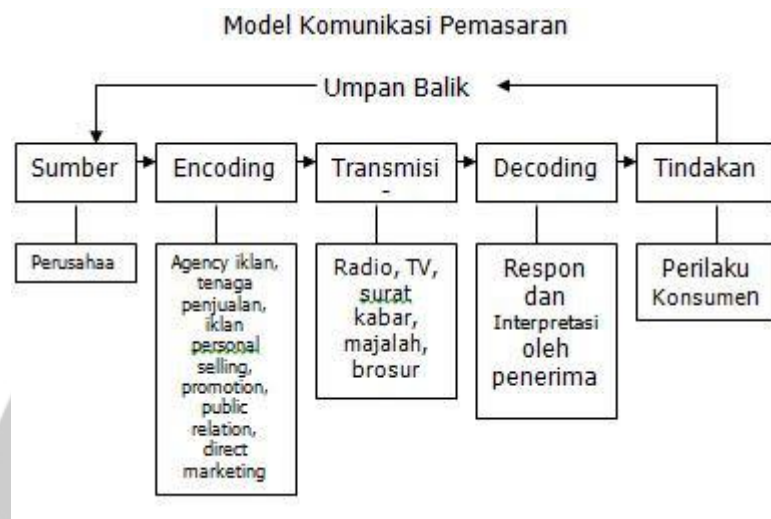 Model Komunikasi Pemasaran
Umpan Balik
Sumber
Encoding
Transmisi
-
Decoding
Tindakan
Perusahaa
Agency iklan,
tenaga
penjualan,
iklan
personal
selling,
promotion,
public
relation,
direct
marketing
Radio, TV,
surat
kabar,
majalah,
brosur
Respon
dan
Interpretasi
oleh
penerima
Perilaku
Konsumen